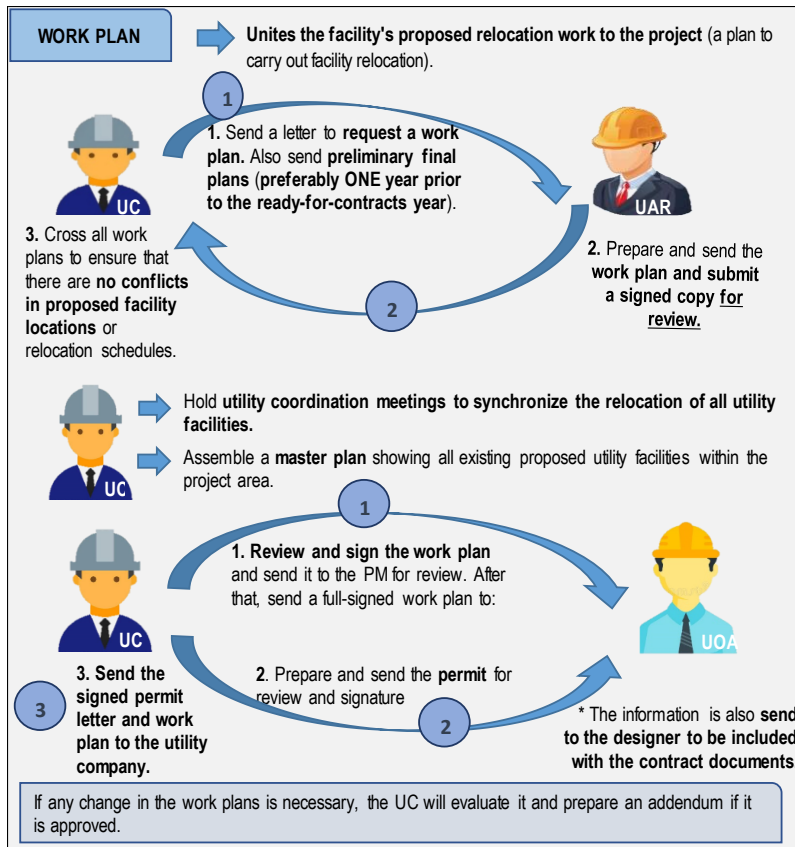 WORK PLAN
Unites the facility's proposed relocation work to the project (a plan to
carry out facility relocation).
1
1. Send a letter to request a work
plan. Also send preliminary final
plans (preferably ONE year prior
to the ready-for-contracts year).
UC
UAR
3. Cross all work
plans to ensure that
there are no conflicts
in proposed facility
locations or
relocation schedules.
2. Prepare and send the
work plan and submit
a signed copy for
review.
2
Hold utility coordination meetings to synchronize the relocation of all utility
facilities.
UC
Assemble a master plan showing all existing proposed utility facilities within the
project area.
1
1. Review and sign the work plan
and send it to the PM for review. After
that, send a full-signed work plan to:
UC
UOA
2. Prepare and send the permit for
review and signature
2
3
3. Send the
signed permit
letter and work
plan to the utility
company.
* The information is also send
to the designer to be included
with the contract documents
If any change in the work plans is necessary, the UC will evaluate it and prepare an addendum if it
is approved.